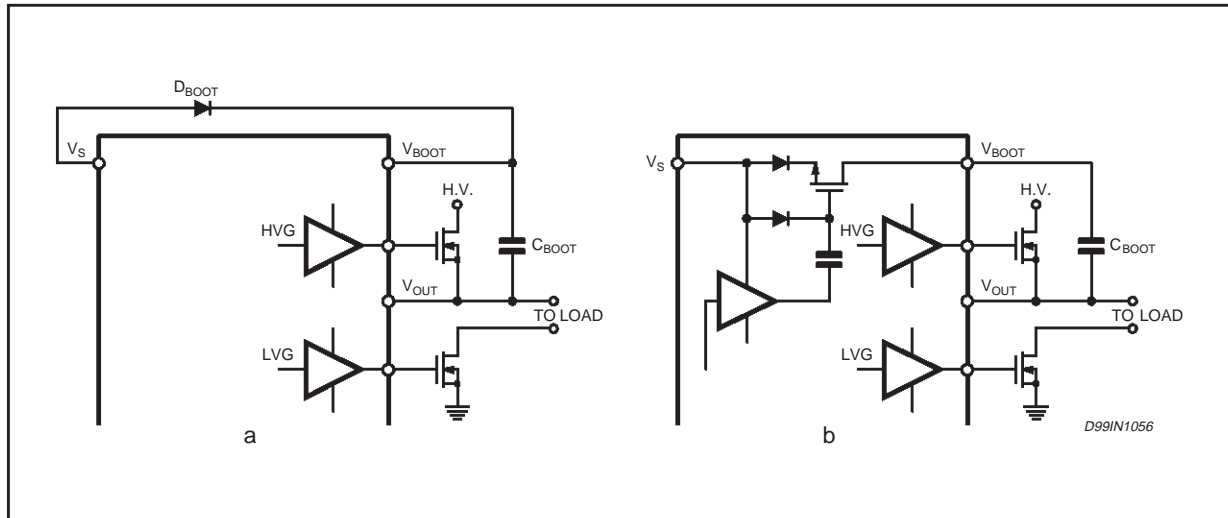 DBOOT
VS
VBOOT
H.V.
HVG
CBOOT
VOUT
TO LOAD
LVG
a
VS
VBOOT
H.V.
HVG
CBOOT
VOUT
TO LOAD
LVG
b
D99IN1056